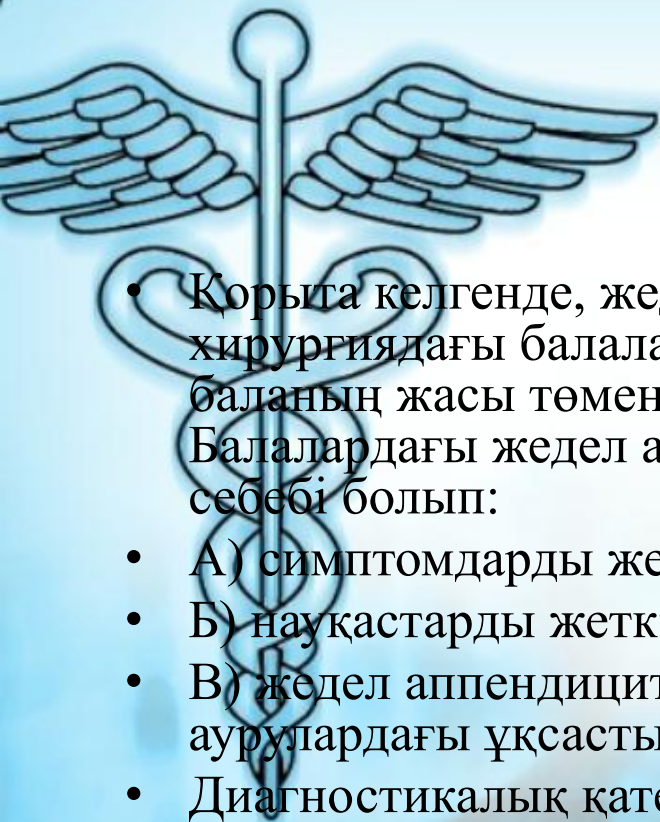 • Қорыта келгенде, же
хирургиядағы балала
баланың жасы төмен
Балалардағы жедел а
себебі болып:
• А) симптомдарды же
• Б) науқастарды жетк
• В) жедел аппендицит
аурулардағы ұқсасты
• Диагностикалық қате